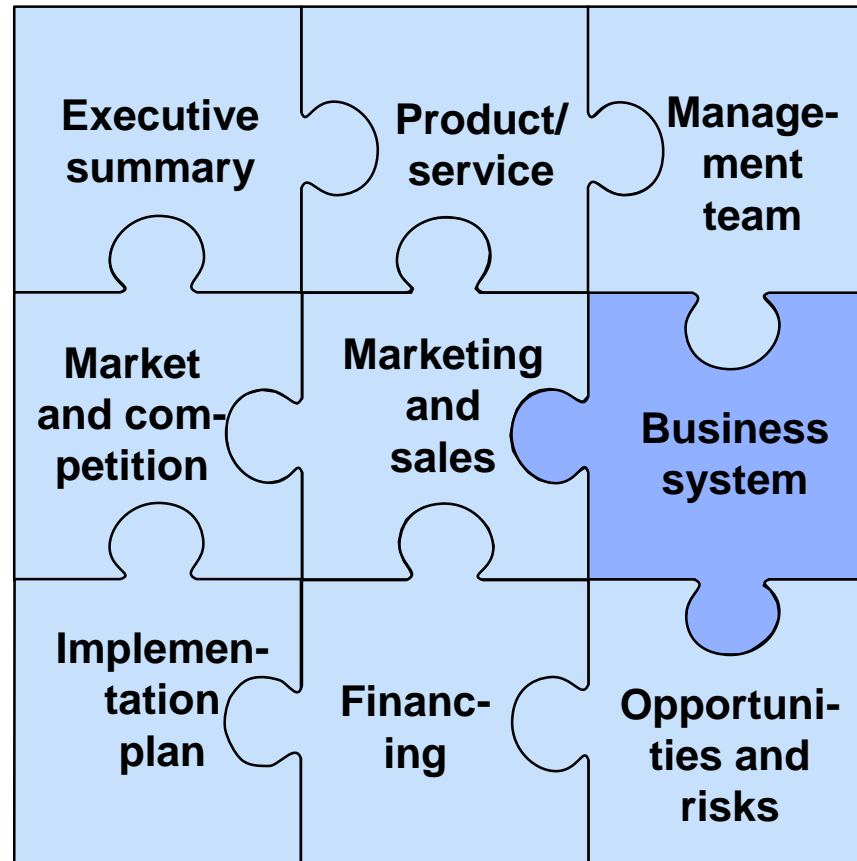 Executive
summary
Product/
service
Manage-
ment
team
Market
and com-
petition
Marketing
and
sales
Business
system
Implemen-
tation
plan
Financ-
ing
Opportuni-
ties and
risks